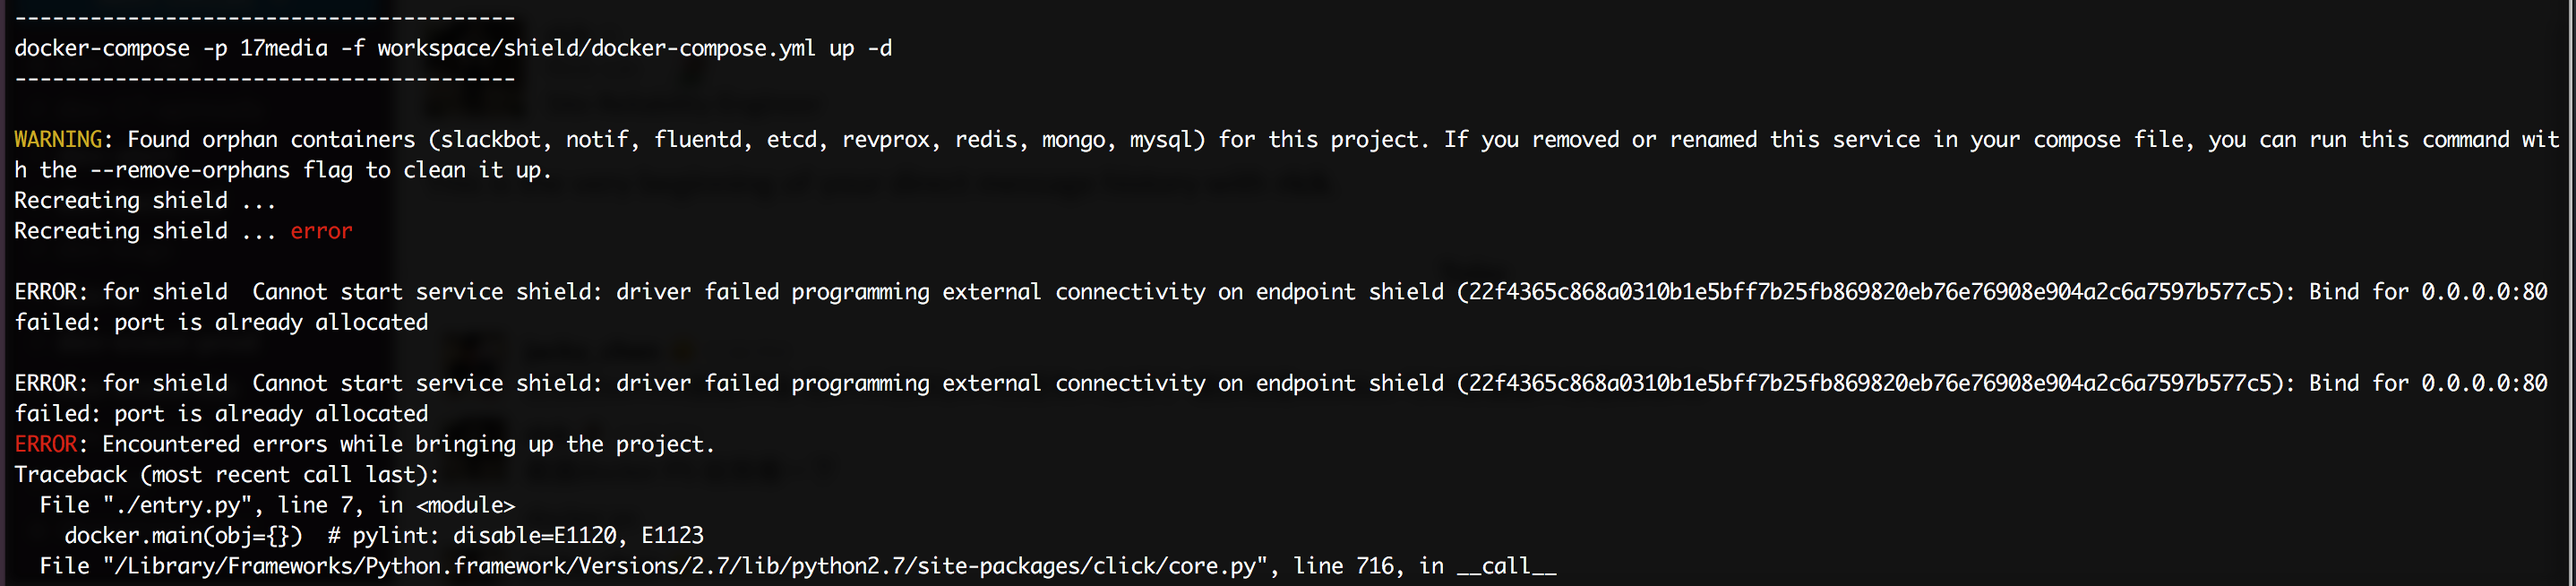 ----------------------------------------
docker-compose -p 17media -f workspace/shield/docker-compose.yml up -d
----------------------------------------
WARNING: Found orphan containers (slackbot, notif, fluentd, etcd, revprox, redis, mongo, mysql) for this project. If you removed or renamed this service in your compose file, you can run this command wit
h the --remove-orphans flag to clean it up.
Recreating shield ...
Recreating shield ... error
ERROR: for shield  Cannot start service shield: driver failed programming external connectivity on endpoint shield (22f4365c868a0310b1e5bff7b25fb869820eb76e76908e904a2c6a7597b577c5): Bind for 0.0.0.0:80
failed: port is already allocated
ERROR: for shield  Cannot start service shield: driver failed programming external connectivity on endpoint shield (22f4365c868a0310b1e5bff7b25fb869820eb76e76908e904a2c6a7597b577c5): Bind for 0.0.0.0:80
failed: port is already allocated
ERROR: Encountered errors while bringing up the project.
Traceback (most recent call last):
  File "./entry.py", line 7, in <module>
    docker.main(obj={})  # pylint: disable=E1120, E1123
  File "/Library/Frameworks/Python.framework/Versions/2.7/lib/python2.7/site-packages/click/core.py", line 716, in __call__